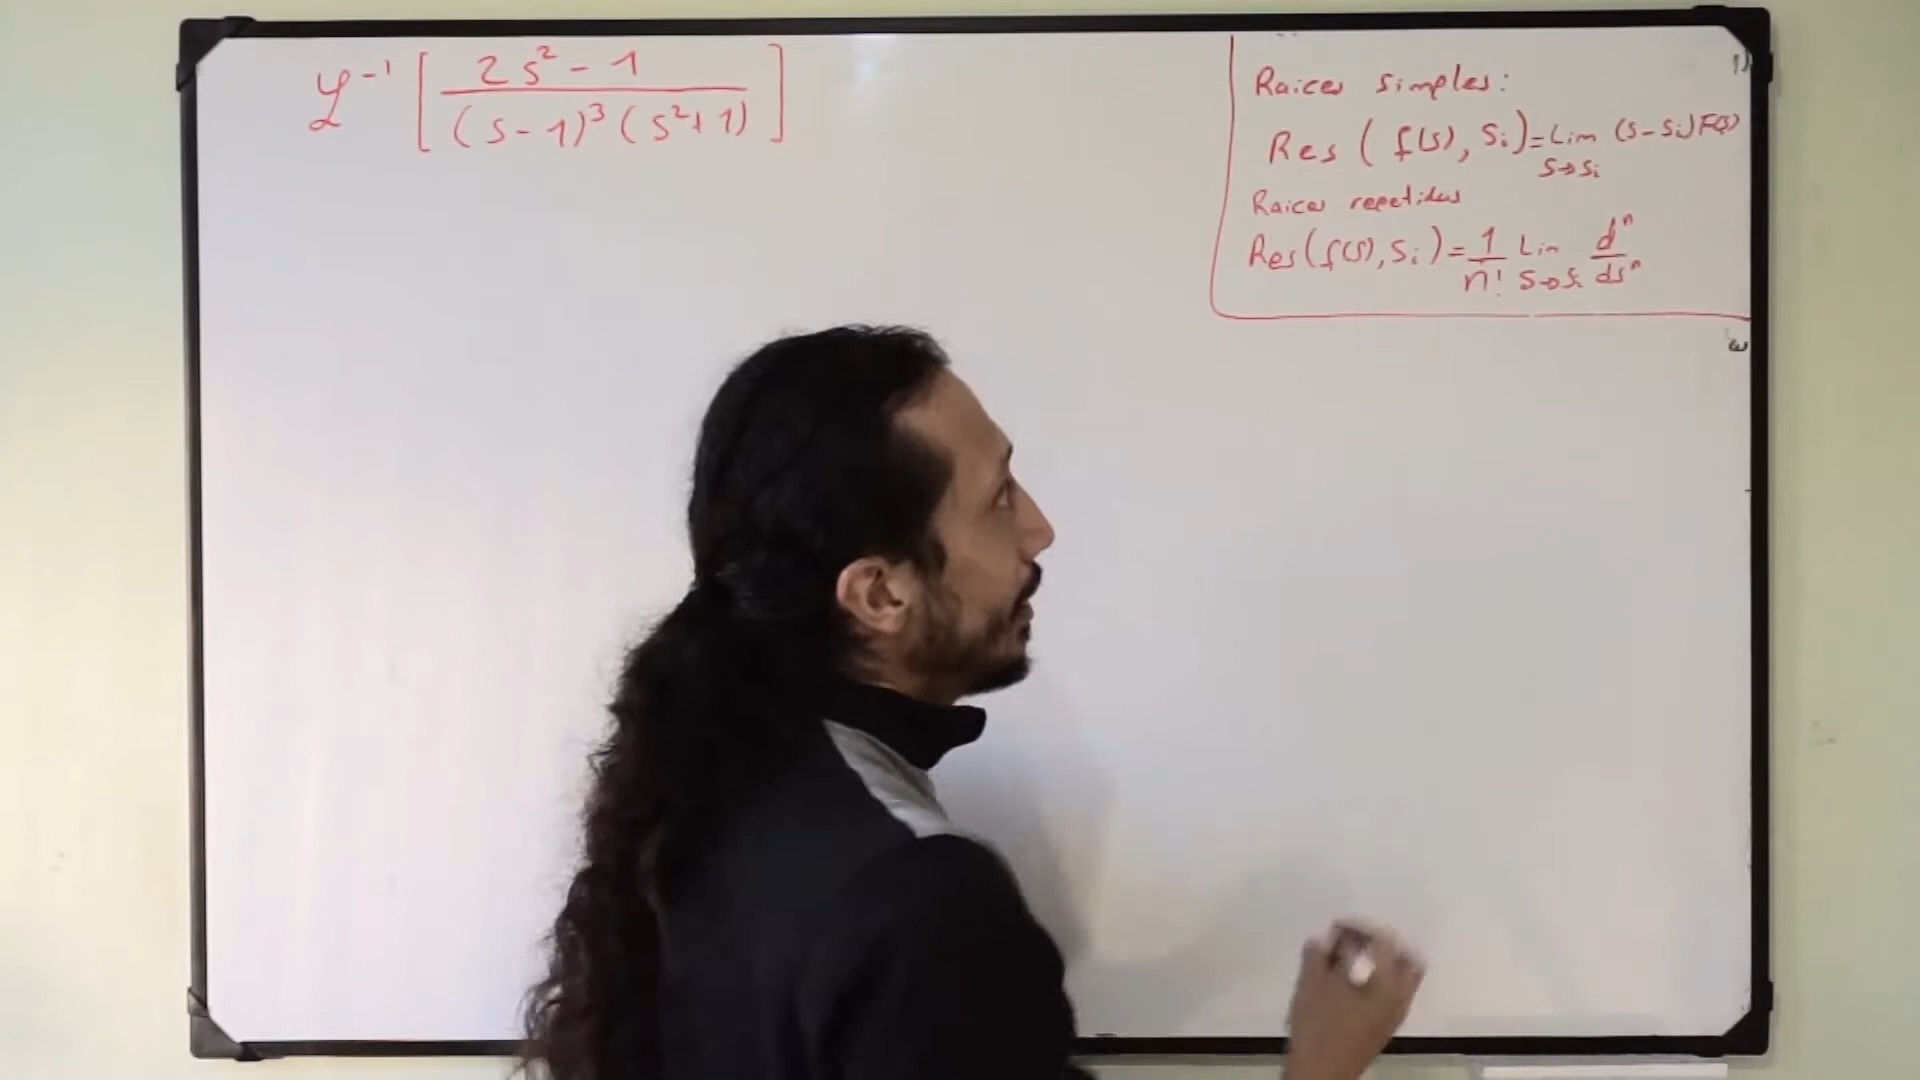 ℒ⁻¹ [ (2s² - 1) / ((s-1)³ (s²+1)) ]
Raices simples:
Res ( f(s), Si ) = Lim S→Si (s-Si) F(s)
Raices repetidas
Res (f(s), Si) = 1/n! Lim S→Si dⁿ/dsⁿ